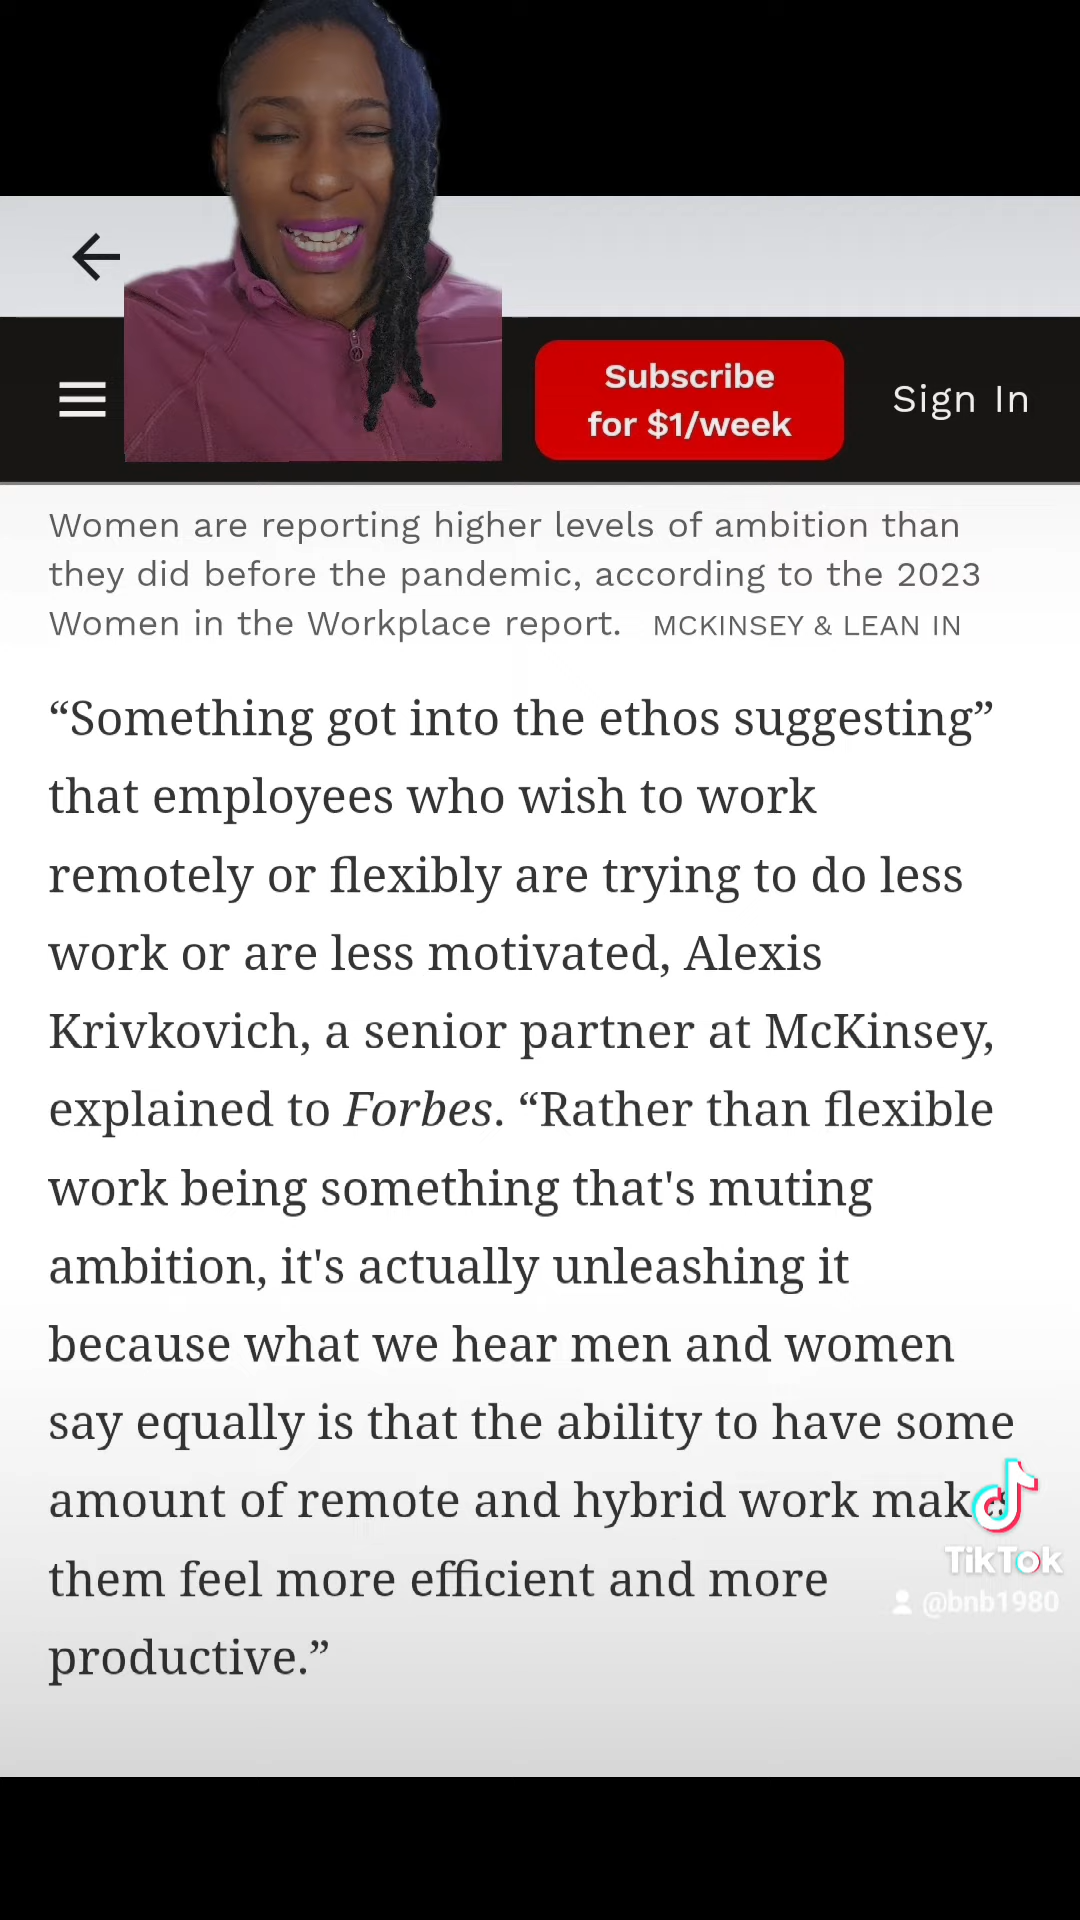 Subscribe
for $1/week
Sign In
Women are reporting higher levels of ambition than
they did before the pandemic, according to the 2023
Women in the Workplace report. MCKINSEY & LEAN IN
“Something got into the ethos suggesting”
that employees who wish to work
remotely or flexibly are trying to do less
work or are less motivated, Alexis
Krivkovich, a senior partner at McKinsey,
explained to Forbes. “Rather than flexible
work being something that's muting
ambition, it's actually unleashing it
because what we hear men and women
say equally is that the ability to have some
amount of remote and hybrid work makes
them feel more efficient and more
productive.”
TikTok
@bnb1980